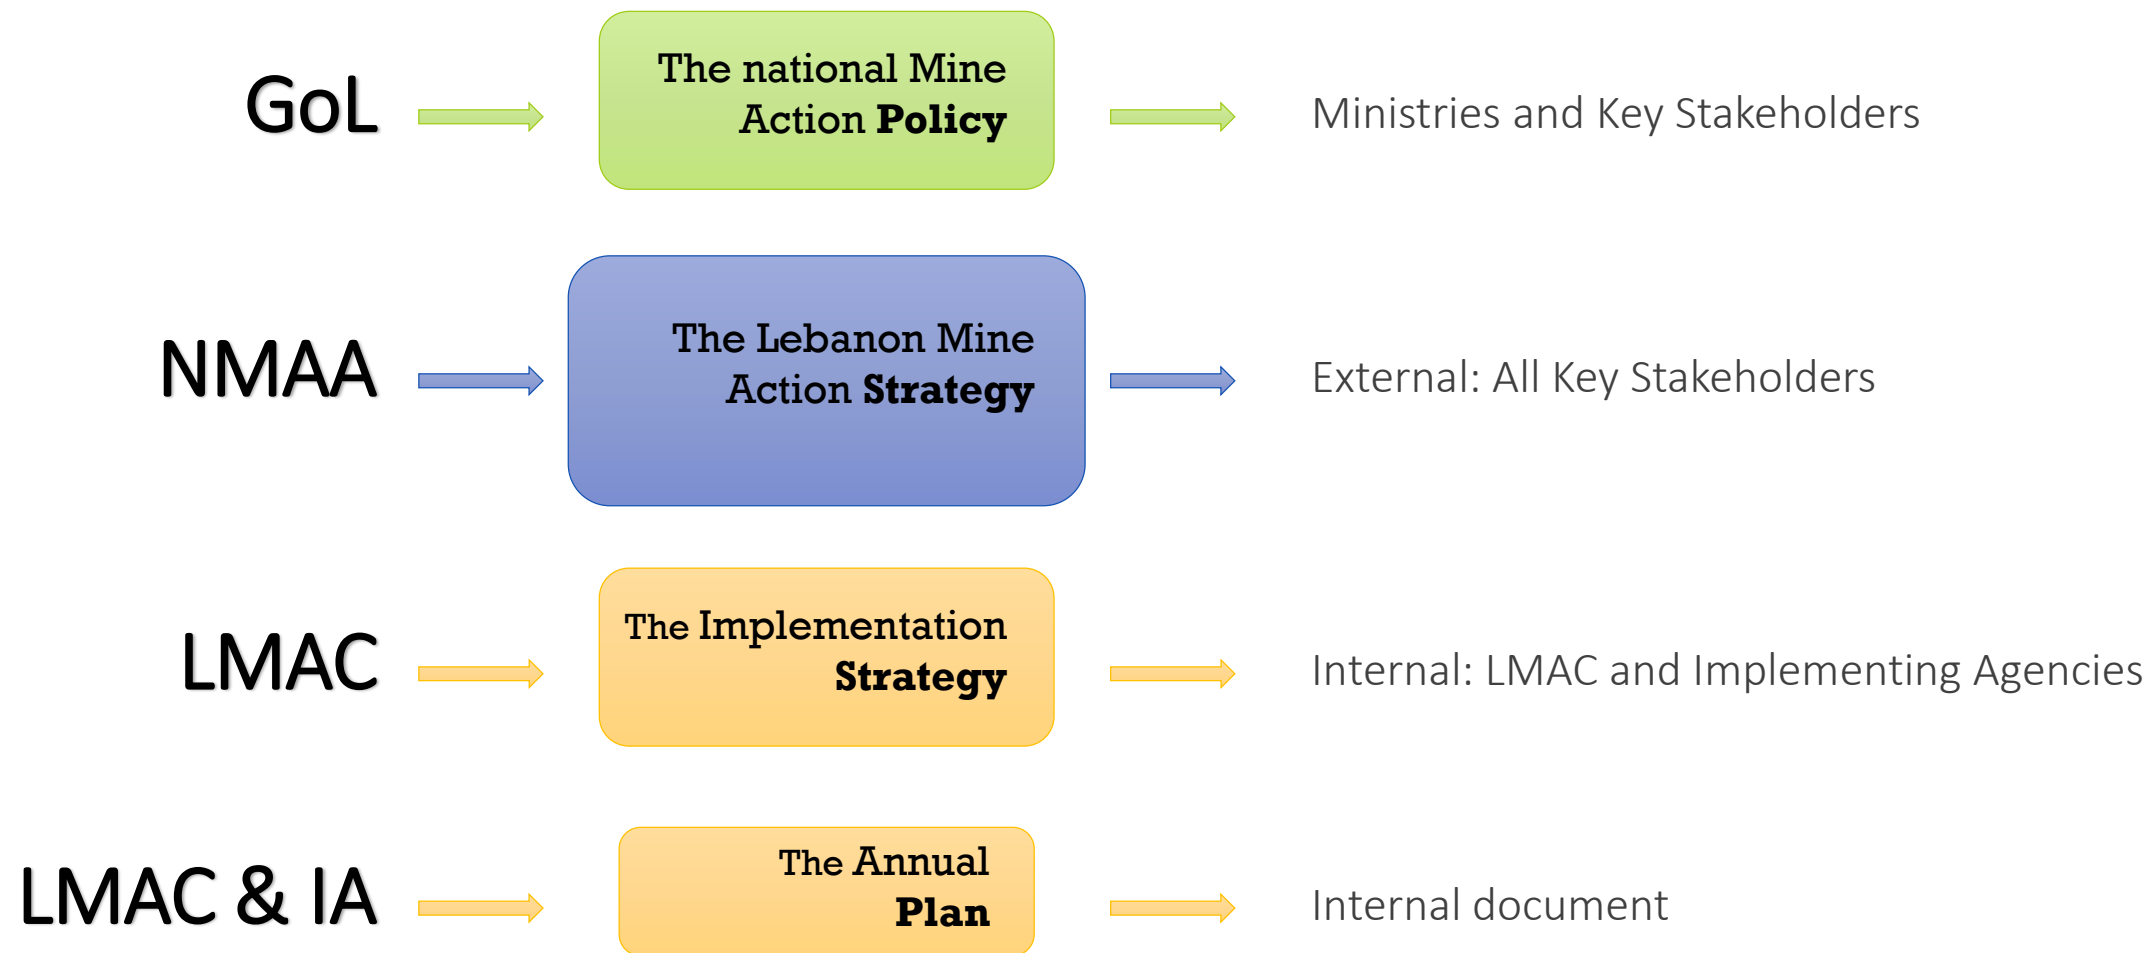 GoL
The national Mine
Action Policy
Ministries and Key Stakeholders
NMAA
The Lebanon Mine
Action Strategy
External: All Key Stakeholders
LMAC
The Implementation
Strategy
Internal: LMAC and Implementing Agencies
LMAC & IA
The Annual
Plan
Internal document